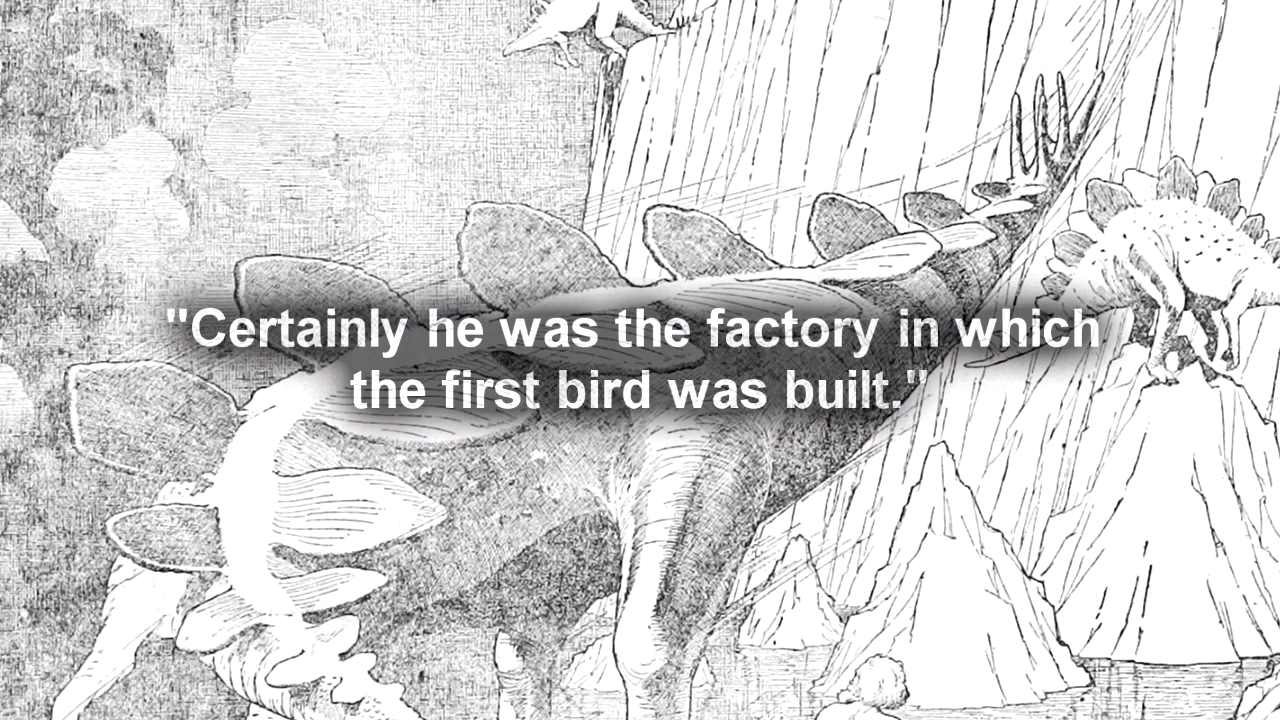 "Certainly he was the factory in which
the first bird was built."